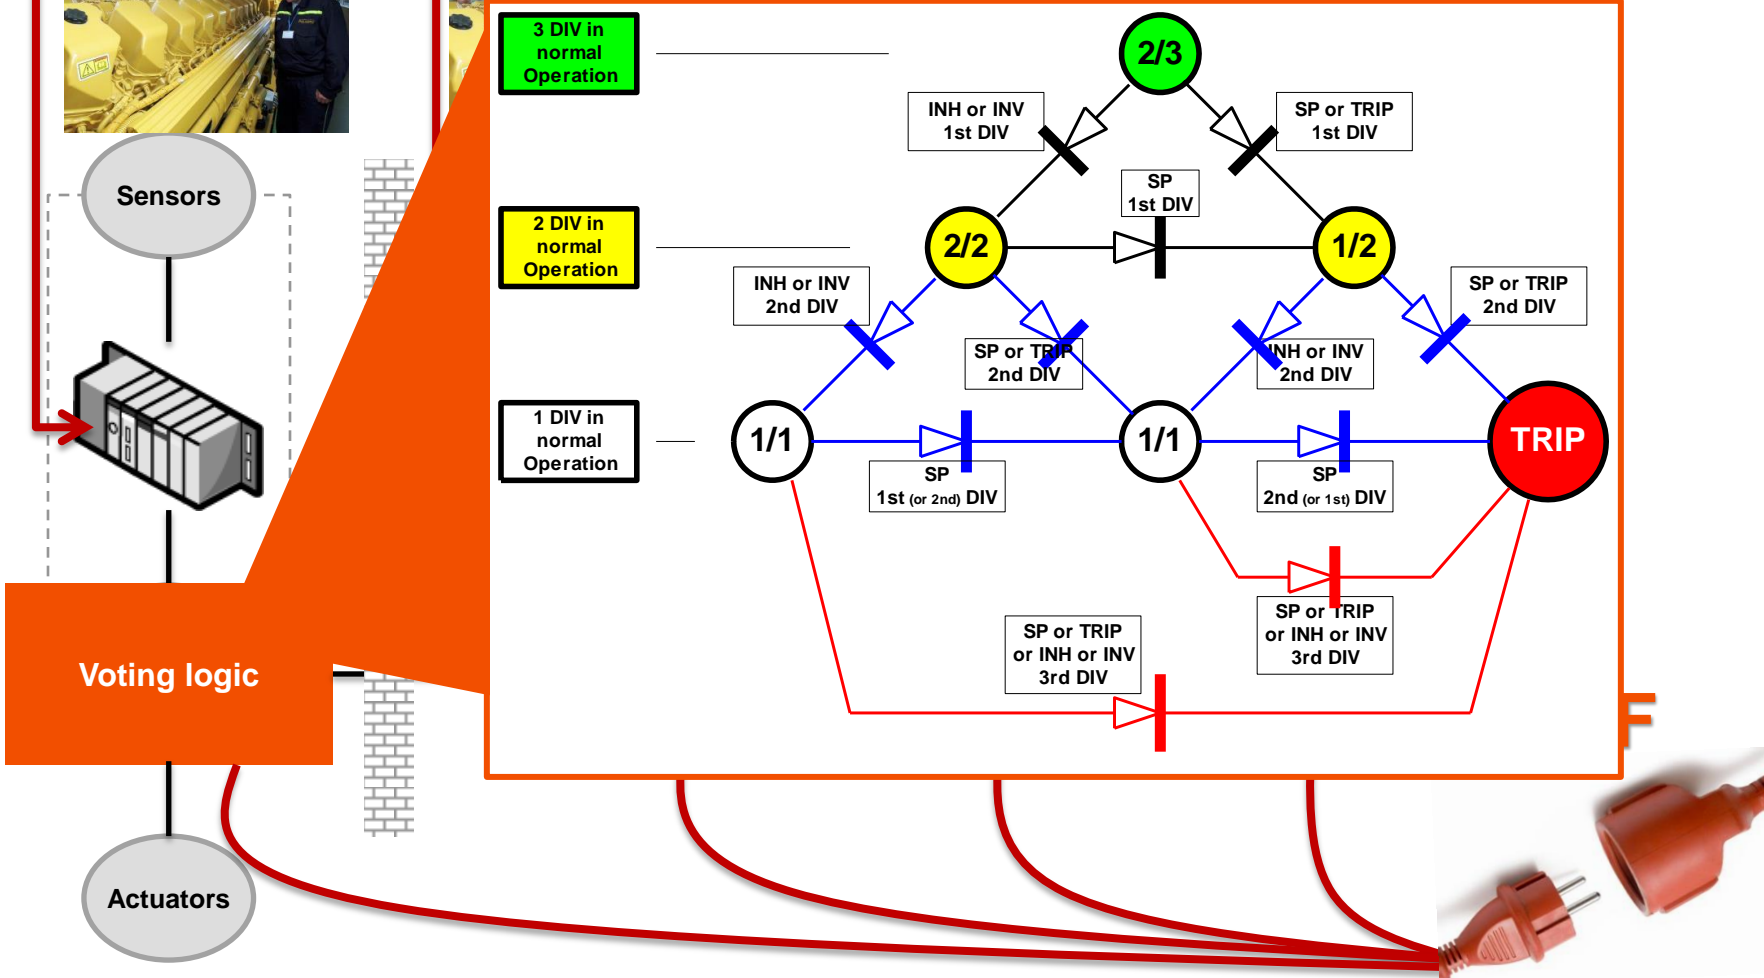 3 DIV in
normal
Operation
2/3
INH or INV
1st DIV
SP or TRIP
1st DIV
Sensors
SP
1st DIV
2 DIV in
normal
Operation
2/2
1/2
INH or INV
2nd DIV
SP or TRIP
2nd DIV
SP or TRIP
2nd DIV
INH or INV
2nd DIV
1 DIV in
normal
Operation
1/1
1/1
TRIP
SP
1st (or 2nd) DIV
SP
2nd (or 1st) DIV
SP or TRIP
or INH or INV
3rd DIV
SP or TRIP
or INH or INV
3rd DIV
Voting logic
F
Actuators